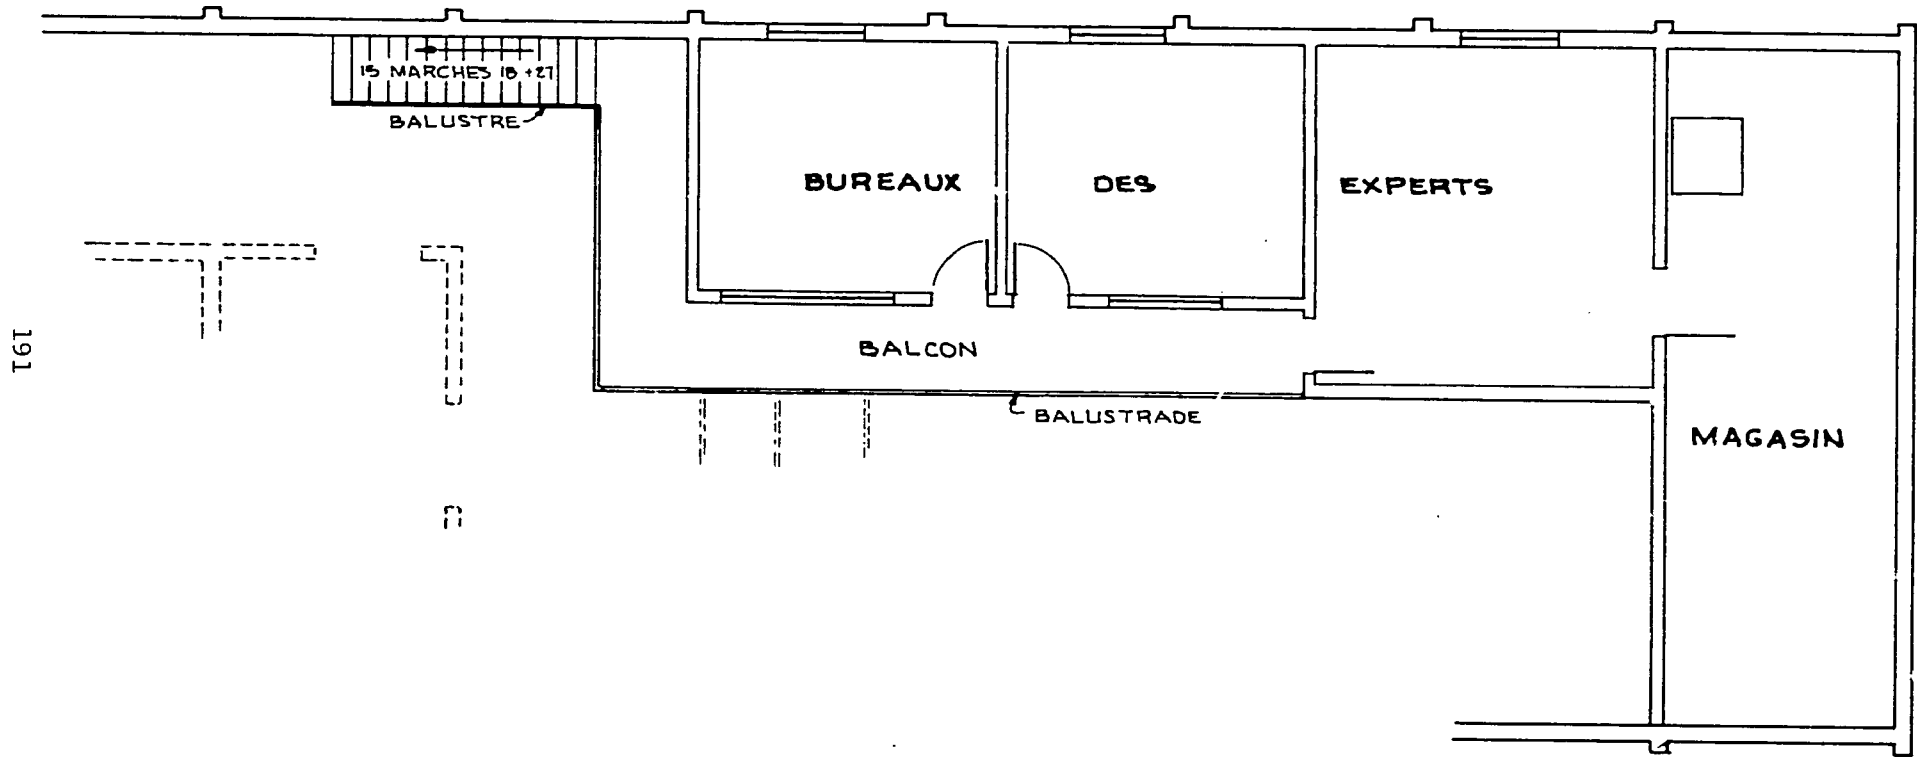 15 MARCHES 18 + 27
BALUSTRE
BUREAUX DES EXPERTS
BALCON
BALUSTRADE
MAGASIN
191